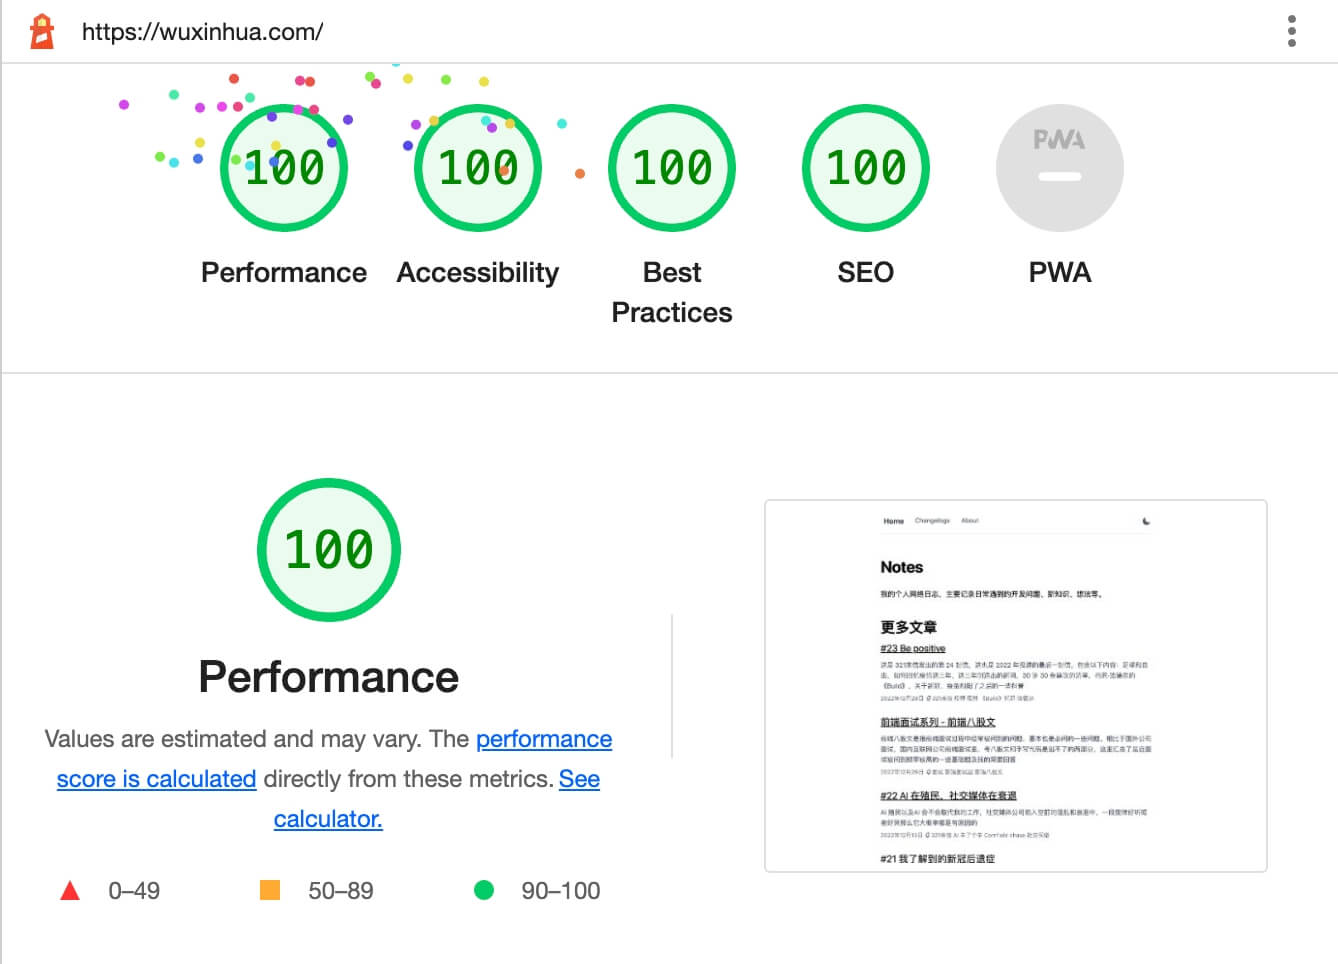 https://wuxinhua.com/
100
100
100
100
PWA
Performance
Accessibility
Best
Practices
SEO
PWA
100
Performance
Values are estimated and may vary. The performance
score is calculated directly from these metrics. See
calculator.
0–49
50–89
90–100
Home
Changelogs
About
Notes
我的个人网络日志，主要记录日常遇到的开发问题、新知识、想法等。
更多文章
#23 Be positive
前端面试系列 - 前端八股文
#22 AI 在殖民，社交媒体在衰退
#21 我了解到的新冠后遗症